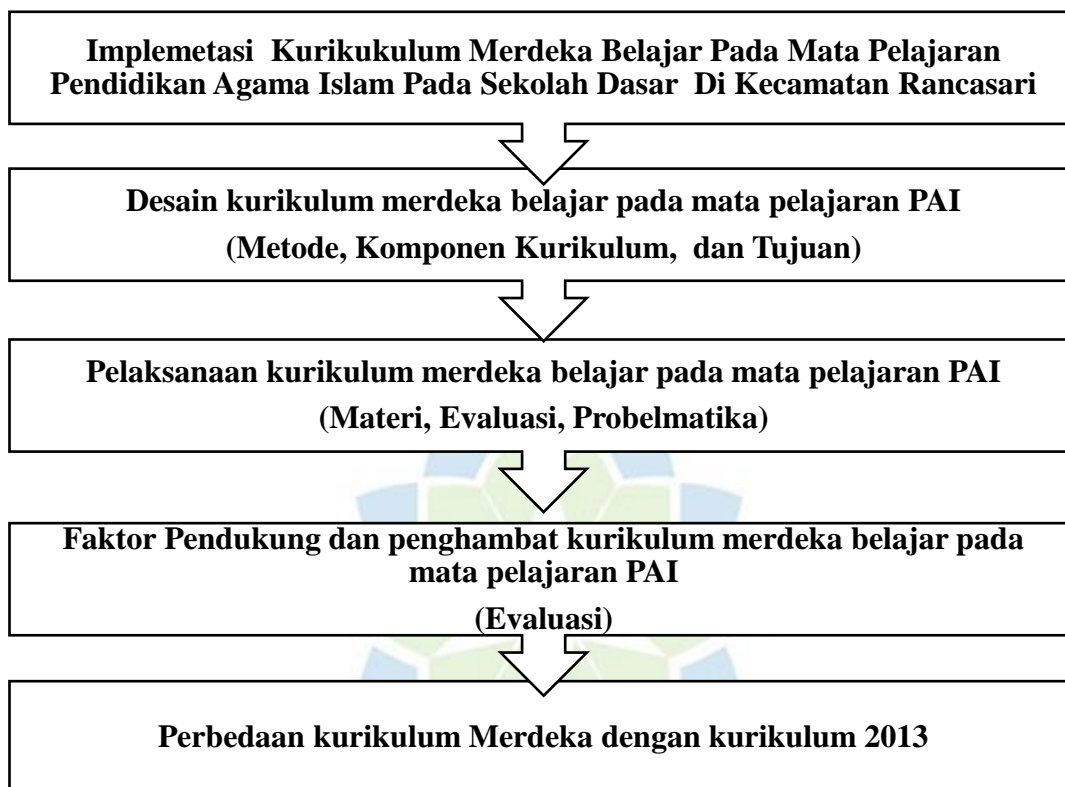 Implemetasi Kurikukulum Merdeka Belajar Pada Mata Pelajaran
Pendidikan Agama Islam Pada Sekolah Dasar Di Kecamatan Rancasari
Desain kurikulum merdeka belajar pada mata pelajaran PAI
(Metode, Komponen Kurikulum, dan Tujuan)
Pelaksanaan kurikulum merdeka belajar pada mata pelajaran PAI
(Materi, Evaluasi, Probelmatika)
Faktor Pendukung dan penghambat kurikulum merdeka belajar pada
mata pelajaran PAI
(Evaluasi)
Perbedaan kurikulum Merdeka dengan kurikulum 2013